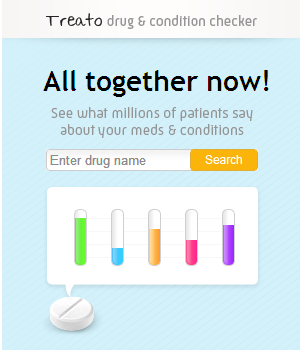 Treato drug & condition checker
All together now!
See what millions of patients say
about your meds & conditions
Enter drug name Search